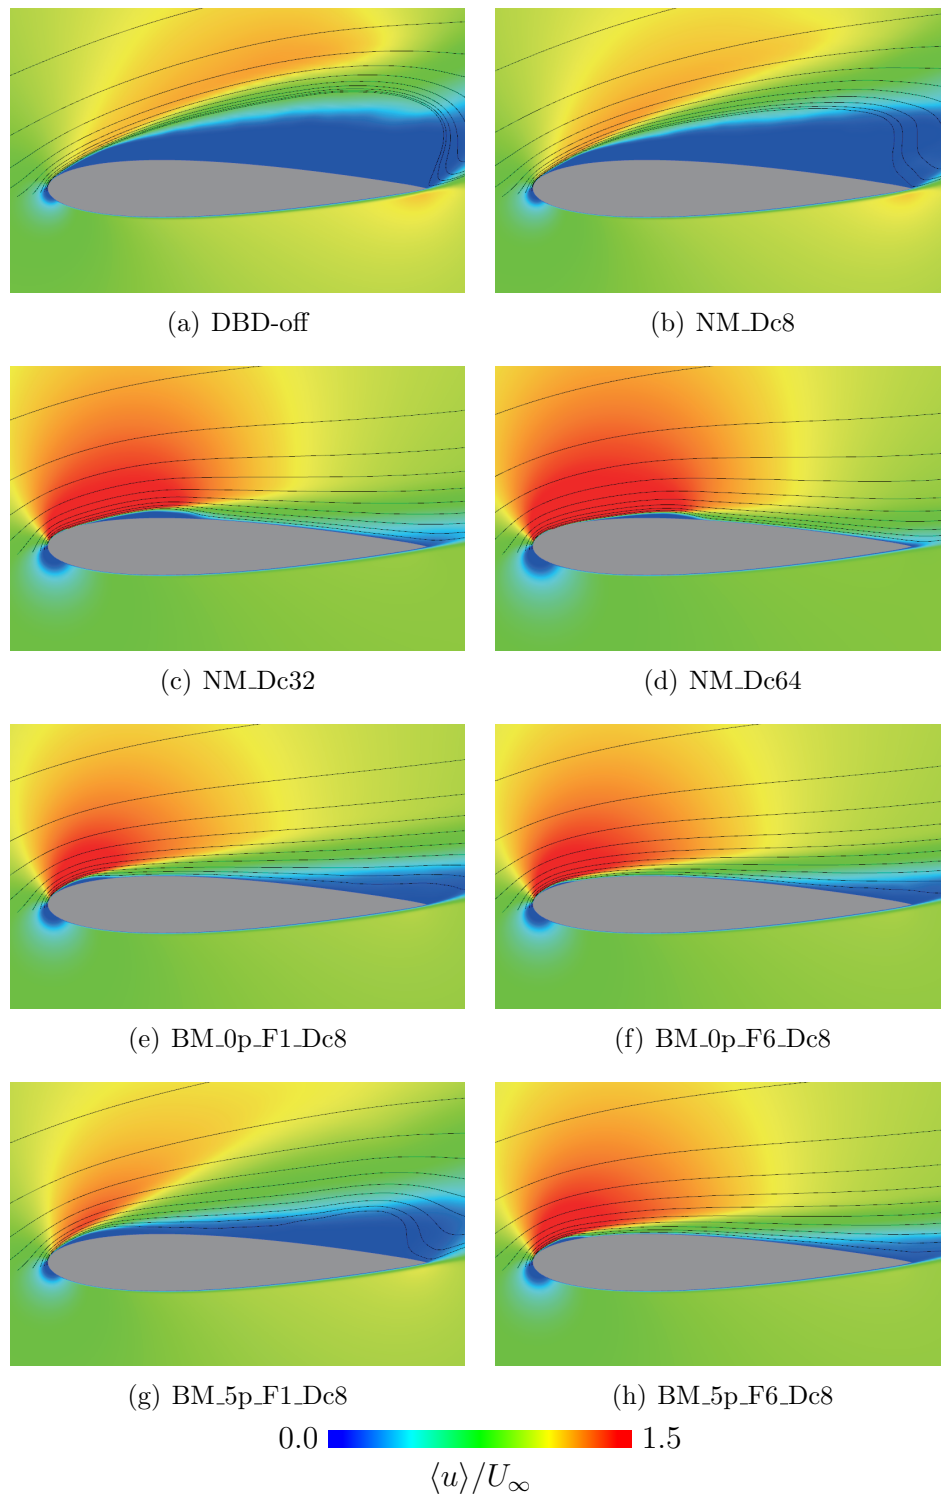 (a) DBD-off
(b) NM_Dc8
(c) NM_Dc32
(d) NM_Dc64
(e) BM_0p_F1_Dc8
(f) BM_0p_F6_Dc8
(g) BM_5p_F1_Dc8
(h) BM_5p_F6_Dc8
0.0 1.5
⟨u⟩/U∞